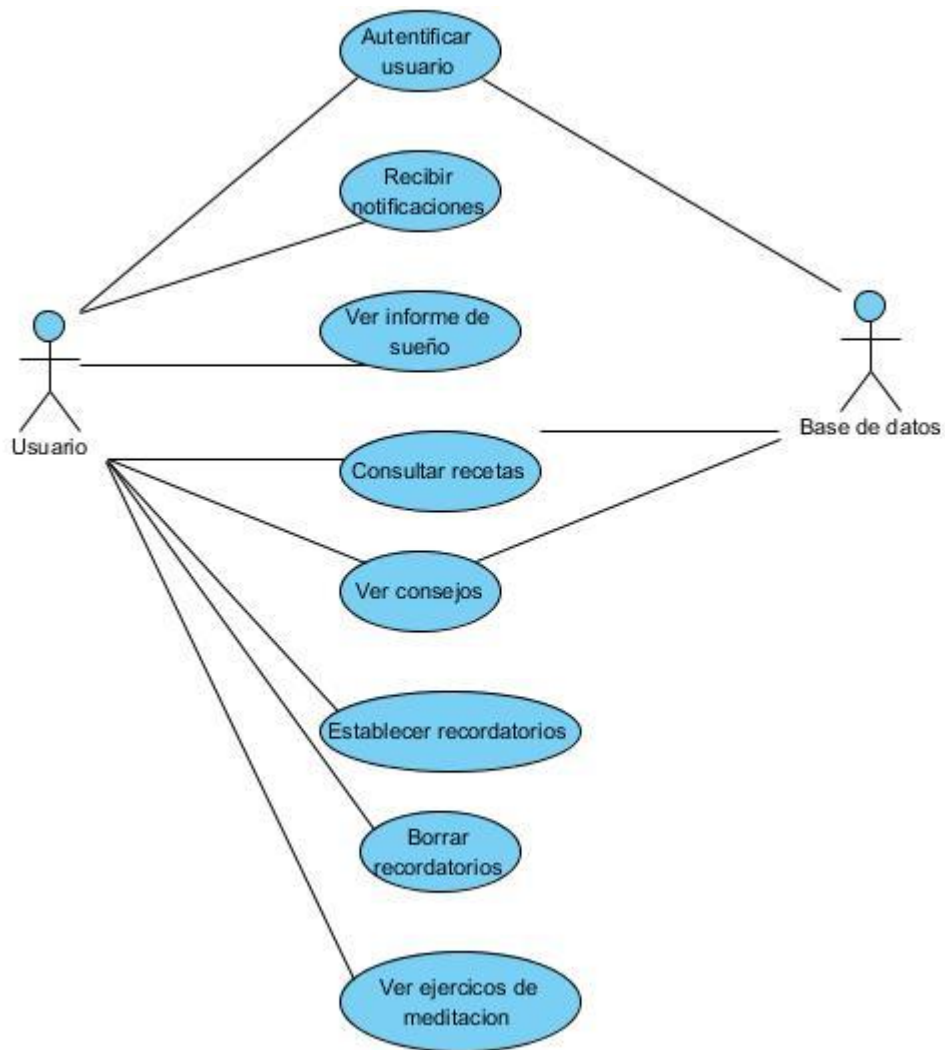 Autentificar
usuario
Recibir
notificaciones
Ver informe de
sueño
Usuario
Base de datos
Consultar recetas
Ver consejos
Establecer recordatorios
Borrar
recordatorios
Ver ejercicos de
meditacion